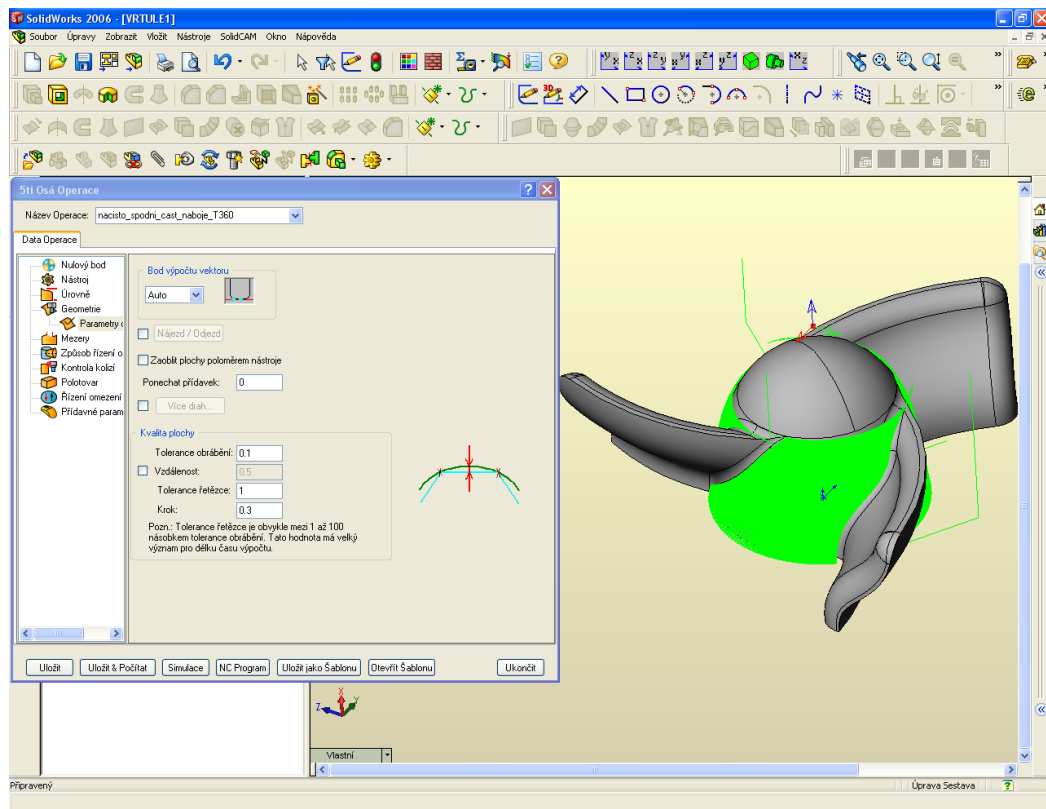 SolidWorks 2006 - [VRTULE1]
Soubor Úpravy Zobrazit Vložit Nástroje SolidCAM Okno Nápověda
5ti Osá Operace
Název Operace: nacisto_spodni_cast_naboje_T360
Data Operace
Nulový bod
Nástroj
Úrovně
Geometrie
Parametry
Mezery
Způsob řízení o
Kontrola kolizí
Polotovar
Řízení omezení
Přídavné param
Bod výpočtu vektoru
Auto
Nájezd / Odjezd
Zaoblit plochy poloměrem nástroje
Ponechat přídavek: 0
Více drah...
Kvalita plochy
Tolerance obrábění: 0.1
Vzdálenost: 0.5
Tolerance řetězce: 1
Krok: 0.3
Pozn.: Tolerance řetězce je obvykle mezi 1 až 100
násobkem tolerance obrábění. Tato hodnota má velký
význam pro délku času výpočtu.
Uložit Uložit & Počítat Simulace NC Program Uložit jako Šablonu Otevřít Šablonu Ukončit
X
Z Y
Vlastní
Připravený Úprava Sestava